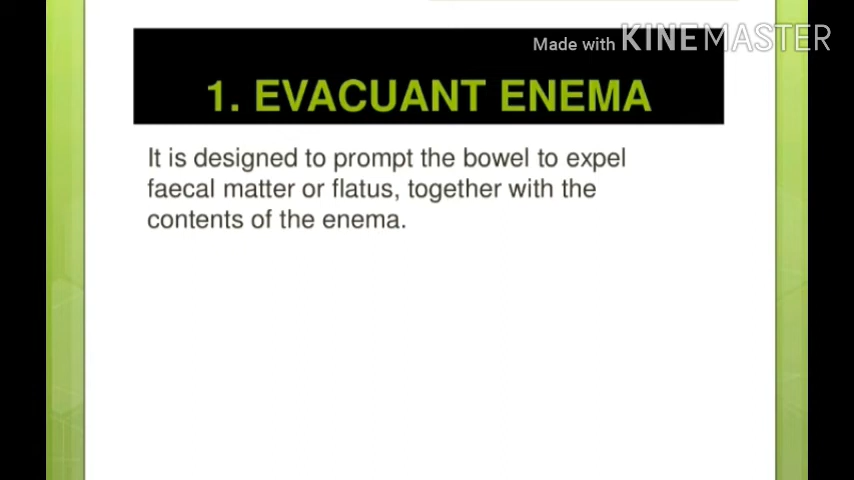 Made with KINEMASTER
1. EVACUANT ENEMA
It is designed to prompt the bowel to expel
faecal matter or flatus, together with the
contents of the enema.